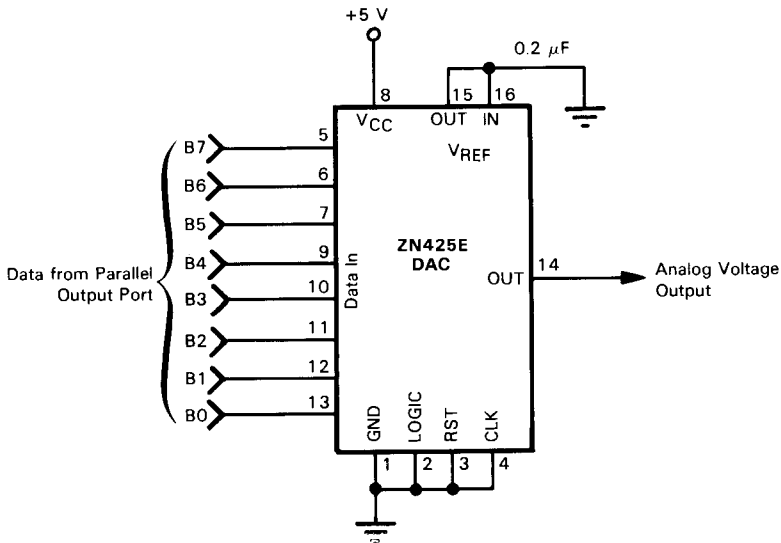 +5 V
0.2 μF
8
15
16
VCC
OUT
IN
VREF
B7
5
B6
6
B5
7
B4
9
B3
10
B2
11
B1
12
B0
13
Data from Parallel
Output Port
Data In
ZN425E
DAC
OUT
14
Analog Voltage
Output
GND
LOGIC
RST
CLK
1
2
3
4